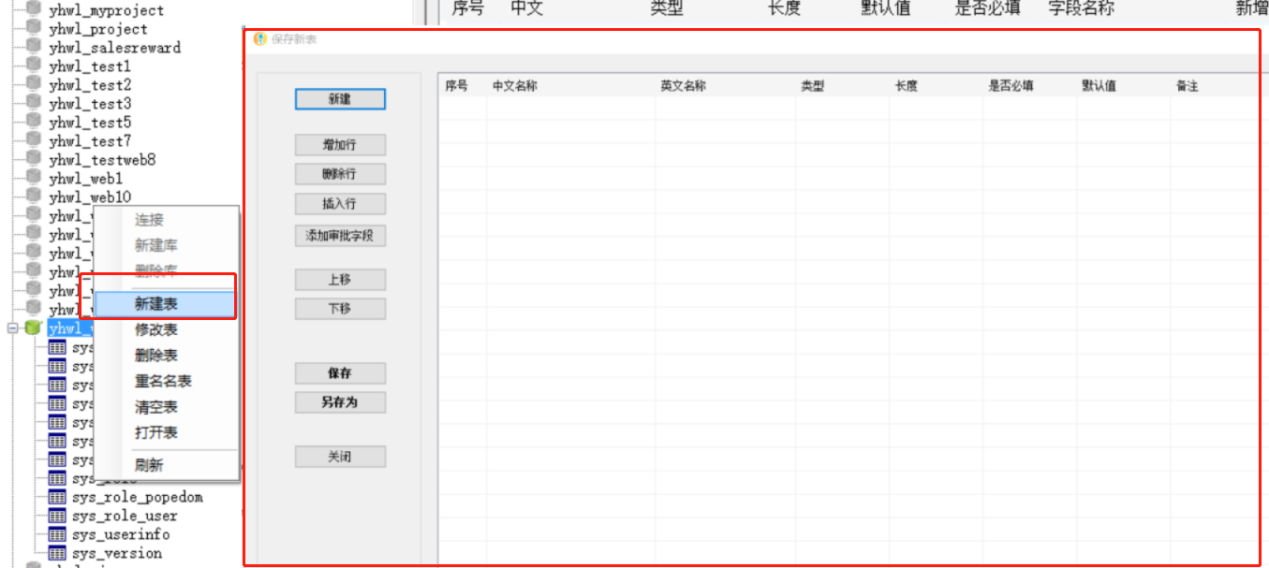 yhwl_myproject
yhwl_project
yhwl_salesreward
yhwl_test1
yhwl_test2
yhwl_test3
yhwl_test5
yhwl_test7
yhwl_testweb8
yhwl_web1
yhwl_web10
连接
新建库
删除库
新建表
修改表
删除表
重名名表
清空表
打开表
刷新
sys_role
sys_role_popedom
sys_role_user
sys_userinfo
sys_version
序号 中文 类型 长度 默认值 是否必填 字段名称 新增
保存新表
新建
增加行
删除行
插入行
添加审批字段
上移
下移
保存
另存为
关闭
序号 中文名称 英文名称 类型 长度 是否必填 默认值 备注